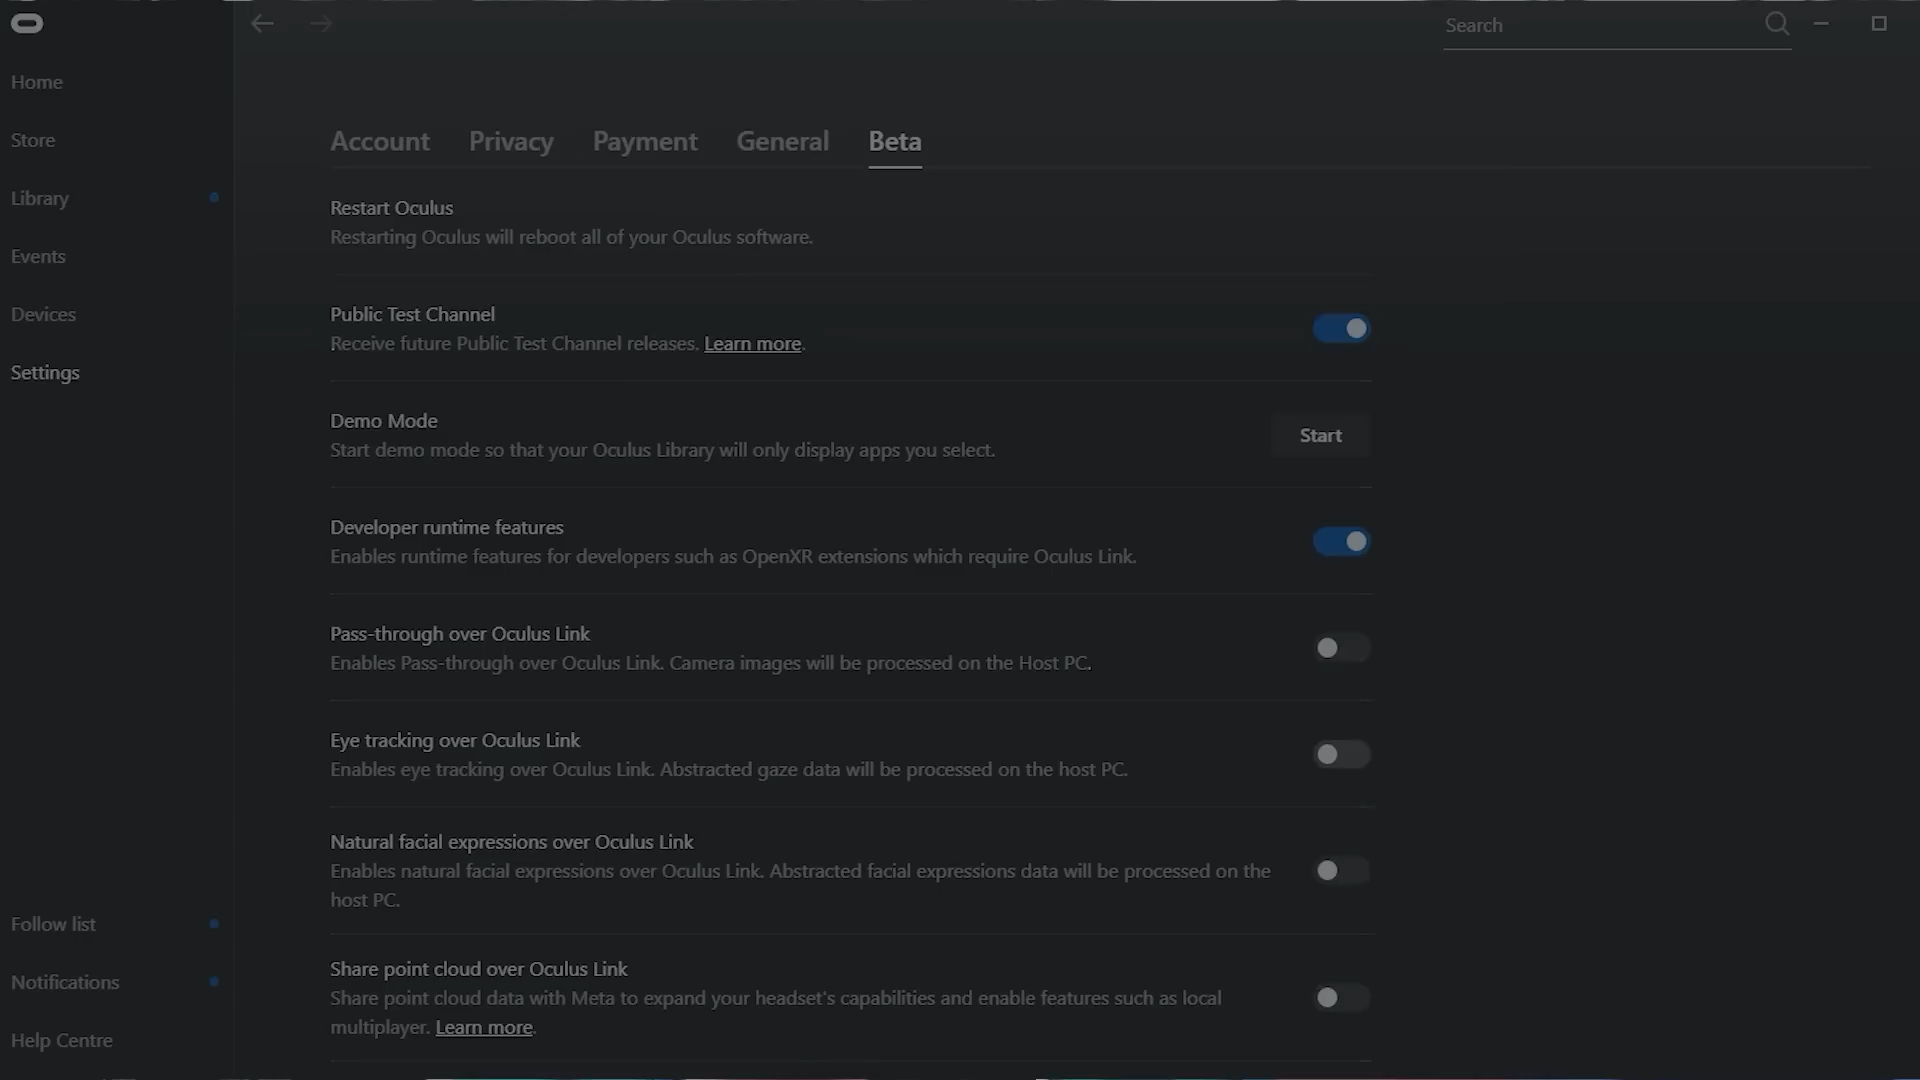 Search
Home
Store
Library
Events
Devices
Settings
Follow list
Notifications
Help Centre
Account Privacy Payment General Beta
Restart Oculus
Restarting Oculus will reboot all of your Oculus software.
Public Test Channel
Receive future Public Test Channel releases. Learn more.
Demo Mode
Start demo mode so that your Oculus Library will only display apps you select.
Start
Developer runtime features
Enables runtime features for developers such as OpenXR extensions which require Oculus Link.
Pass-through over Oculus Link
Enables Pass-through over Oculus Link. Camera images will be processed on the Host PC.
Eye tracking over Oculus Link
Enables eye tracking over Oculus Link. Abstracted gaze data will be processed on the host PC.
Natural facial expressions over Oculus Link
Enables natural facial expressions over Oculus Link. Abstracted facial expressions data will be processed on the
host PC.
Share point cloud over Oculus Link
Share point cloud data with Meta to expand your headset's capabilities and enable features such as local
multiplayer. Learn more.